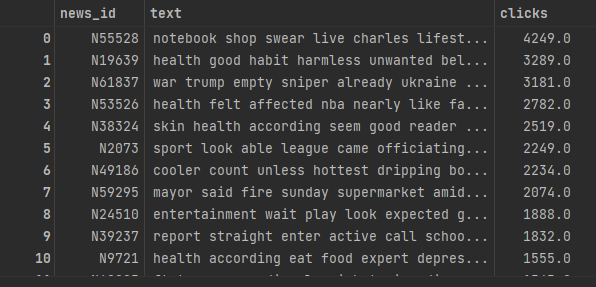 news_id text clicks
0 N55528 notebook shop swear live charles lifest... 4249.0
1 N19639 health good habit harmless unwanted bel... 3289.0
2 N61837 war trump empty sniper already ukraine ... 3181.0
3 N53526 health felt affected nba nearly like fa... 2782.0
4 N38324 skin health according seem good reader ... 2519.0
5 N2073 sport look able league came officiating... 2249.0
6 N49186 cooler count unless hottest dripping bo... 2234.0
7 N59295 mayor said fire sunday supermarket amid... 2074.0
8 N24510 entertainment wait play look expected g... 1888.0
9 N39237 report straight enter active call schoo... 1832.0
10 N9721 health according eat food expert depres... 1555.0